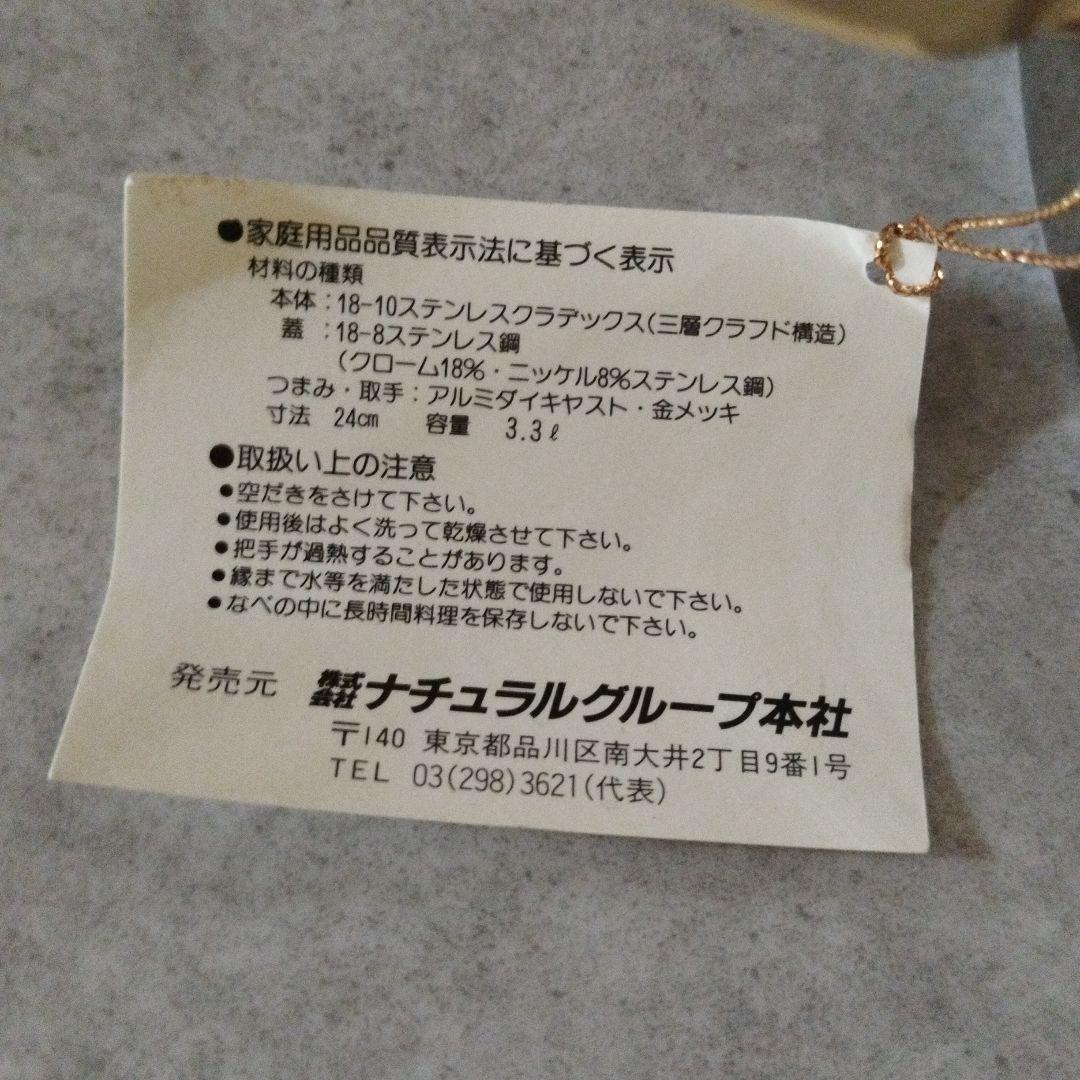 ●家庭用品品質表示法に基づく表示
材料の種類
本体：18-10ステンレスクラデックス(三層クラフド構造)
蓋：18-8ステンレス鋼
(クローム18%・ニッケル8%ステンレス鋼)
つまみ・取手：アルミダイキャスト・金メッキ
寸法 24cm 容量 3.3ℓ
●取扱い上の注意
●空だきをさけて下さい。
●使用後はよく洗って乾燥させて下さい。
●把手が過熱することがあります。
●縁まで水等を満たした状態で使用しないで下さい。
●なべの中に長時間料理を保存しないで下さい。
発売元 株式会社ナチュラルグループ本社
〒140 東京都品川区南大井2丁目9番1号
TEL 03(298)3621(代表)